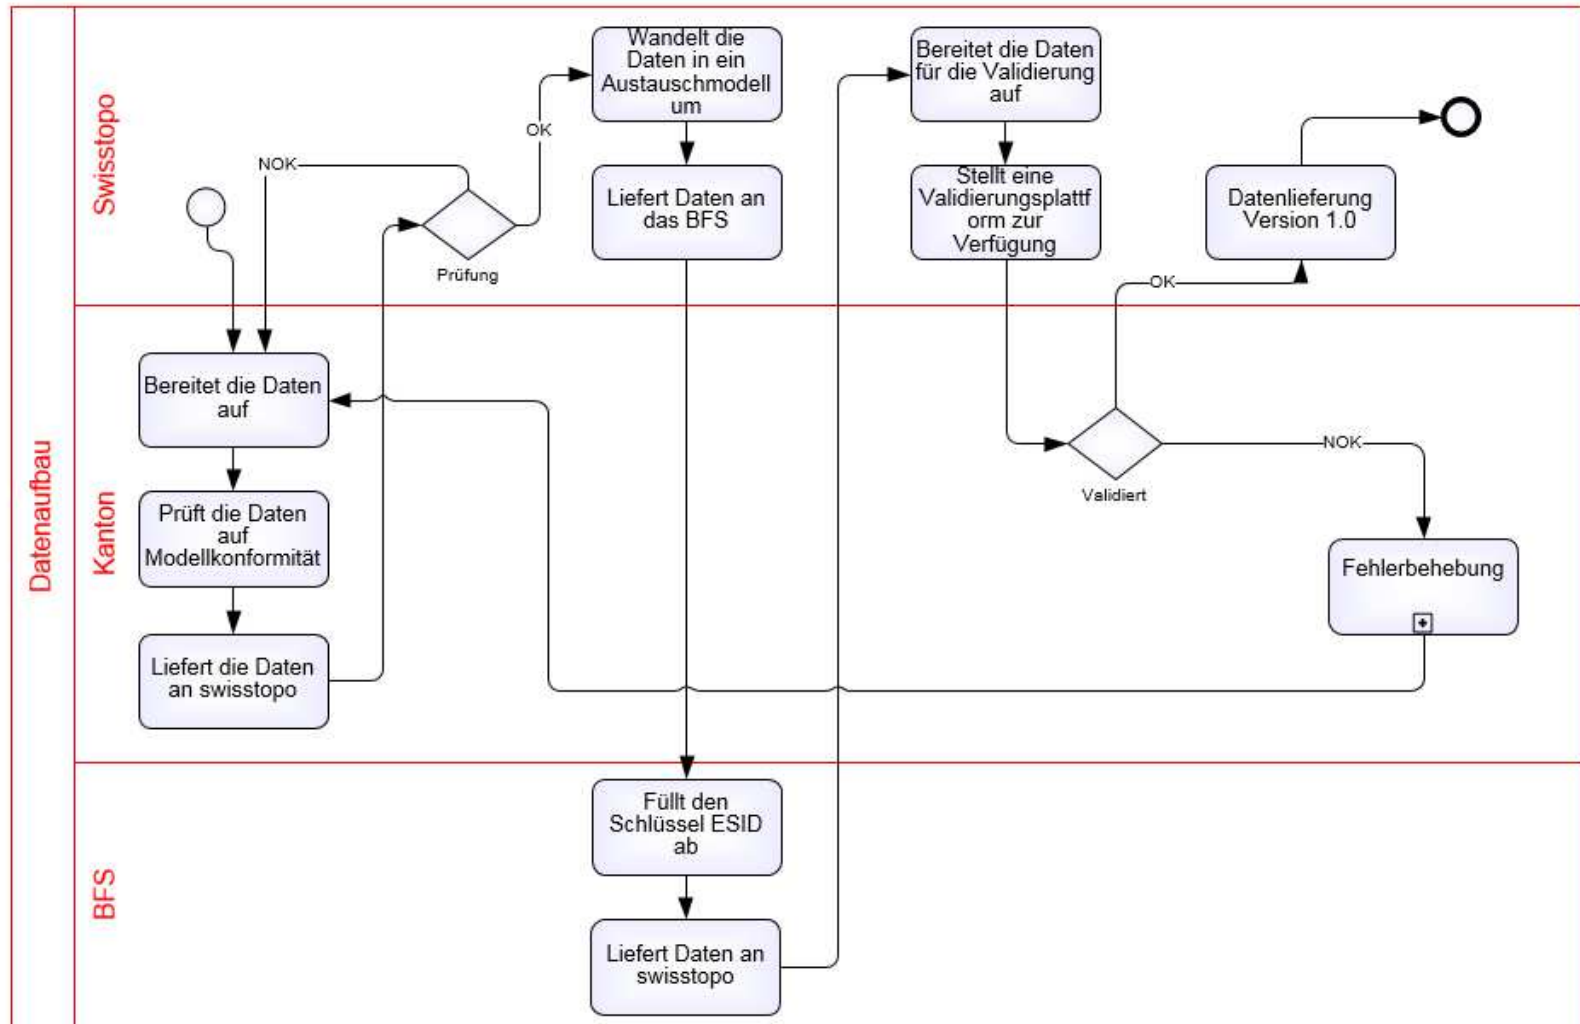 Datenaufbau
Swisstopo
NOK
Prüfung
OK
Wandelt die
Daten in ein
Austauschmodell
um
Liefert Daten an
das BFS
Bereitet die Daten
für die Validierung
auf
Stellt eine
Validierungsplattf
orm zur
Verfügung
Datenlieferung
Version 1.0
OK
Kanton
Bereitet die Daten
auf
Prüft die Daten
auf
Modellkonformität
Liefert die Daten
an swisstopo
Validiert
NOK
Fehlerbehebung
BFS
Füllt den
Schlüssel ESID
ab
Liefert Daten an
swisstopo